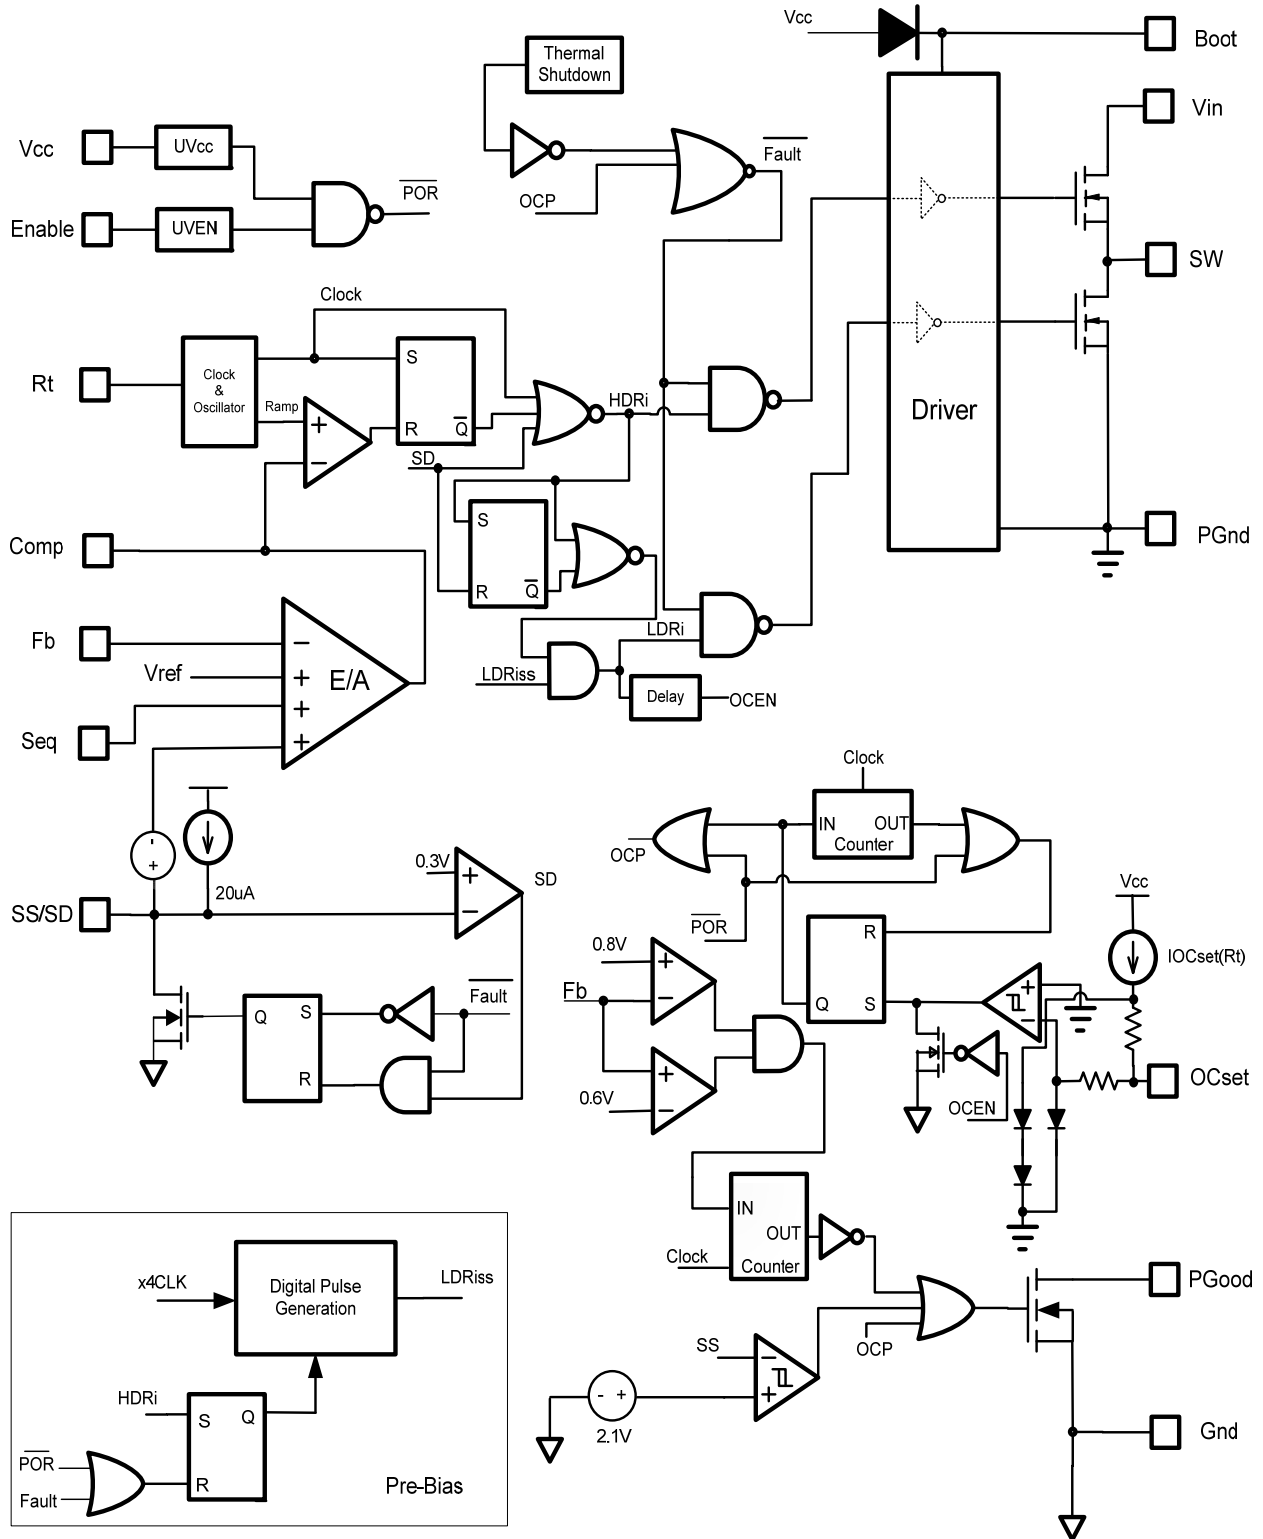 Vcc
Boot
Thermal
Shutdown
Vin
Vcc
UVcc
Fault
POR
OCP
Enable
UVEN
SW
Clock
Rt
Clock
&
Oscillator
Ramp
+
−
S
R
Q
HDRi
SD
Driver
S
R
Q
Comp
PGnd
Fb
−
Vref
+
E/A
Seq
+
+
LDRi
LDRiss
Delay
OCEN
Clock
IN
OUT
Counter
OCP
-
+
20uA
0.3V
+
−
SD
SS/SD
POR
Vcc
IOCset(Rt)
R
Q
S
+
−
0.8V
+
−
Fb
Fault
Q
S
R
+
−
0.6V
OCEN
OCset
IN
OUT
Counter
Clock
x4CLK
Digital Pulse
Generation
LDRiss
PGood
OCP
SS
−
+
- +
2.1V
HDRi
S
Q
R
POR
Fault
Pre-Bias
Gnd